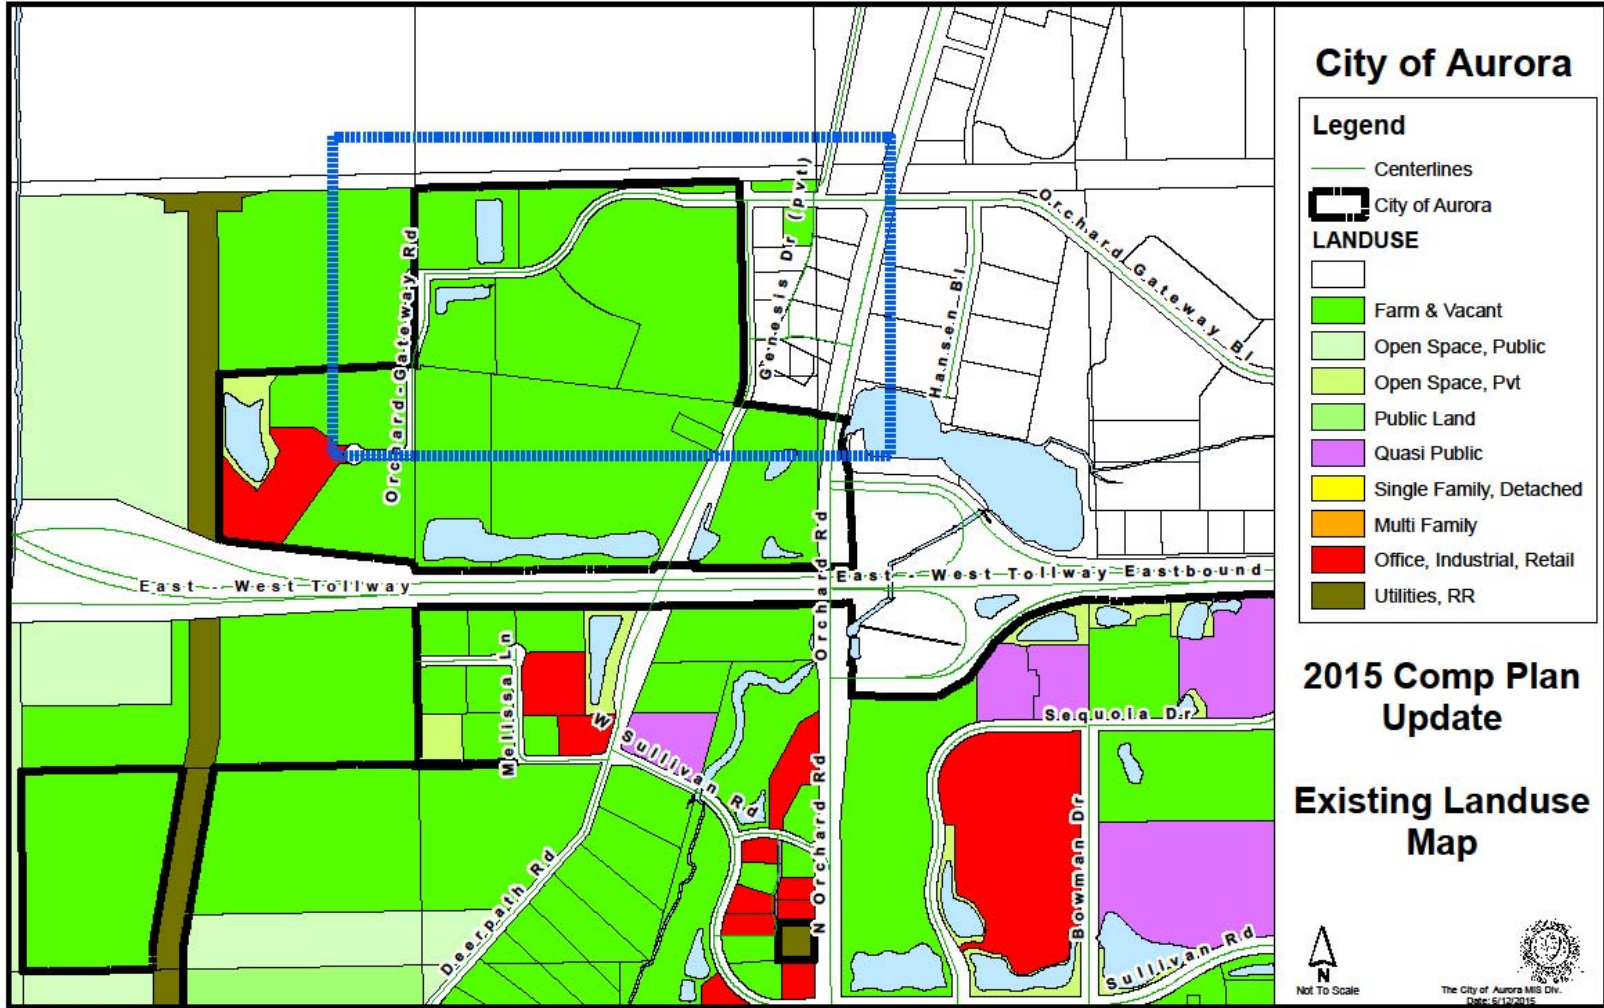 City of Aurora
Legend
Centerlines
City of Aurora
LANDUSE
Farm & Vacant
Open Space, Public
Open Space, Pvt
Public Land
Quasi Public
Single Family, Detached
Multi Family
Office, Industrial, Retail
Utilities, RR
2015 Comp Plan
Update
Existing Landuse
Map
N
Not To Scale
The City of Aurora MIS Div.
Date: 6/12/2015
Orchard-Gateway Rd
Genesis Dr (pvt)
Hansen Bl
Orchard Gateway Bl
East - West Tollway
East - West Tollway Eastbound
Orchard Rd
Melissa Ln
W Sullivan Rd
N Orchard Rd
Deerpath Rd
Sequoia Dr
Bowman Dr
Sullivan Rd